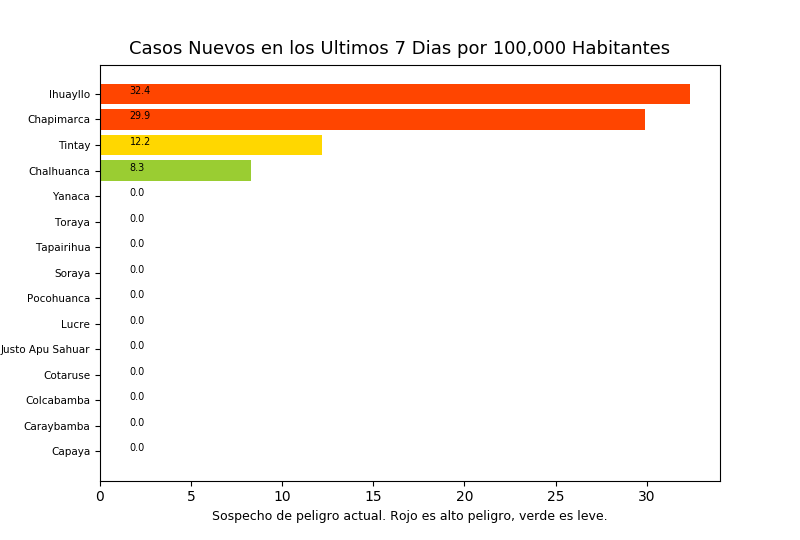 Casos Nuevos en los Ultimos 7 Dias por 100,000 Habitantes
Ihuayllo 32.4
Chapimarca 29.9
Tintay 12.2
Chalhuanca 8.3
Yanaca 0.0
Toraya 0.0
Tapairihua 0.0
Soraya 0.0
Pocohuanca 0.0
Lucre 0.0
Justo Apu Sahuar 0.0
Cotaruse 0.0
Colcabamba 0.0
Caraybamba 0.0
Capaya 0.0
0 5 10 15 20 25 30
Sospecho de peligro actual. Rojo es alto peligro, verde es leve.